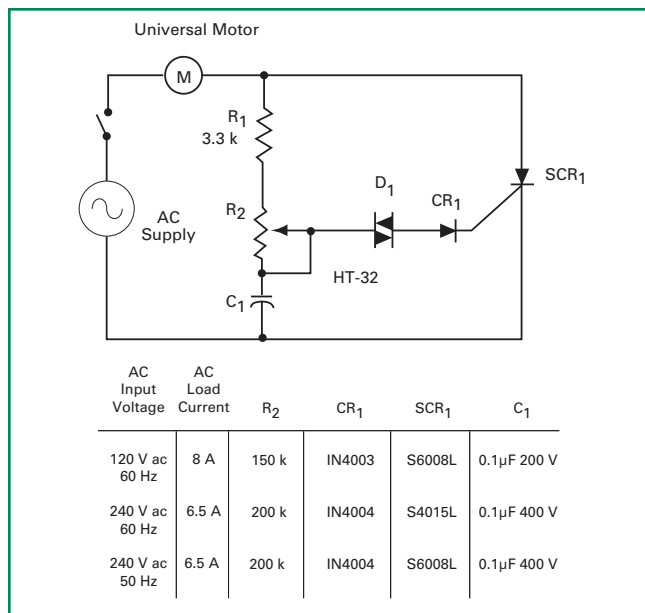 Universal Motor
M
R1
3.3 k
SCR1
D1
CR1
R2
AC
Supply
HT-32
C1
AC
Input
Voltage
AC
Load
Current
R2
CR1
SCR1
C1
120 V ac
60 Hz
8 A
150 k
IN4003
S6008L
0.1µF 200 V
240 V ac
60 Hz
6.5 A
200 k
IN4004
S4015L
0.1µF 400 V
240 V ac
50 Hz
6.5 A
200 k
IN4004
S6008L
0.1µF 400 V